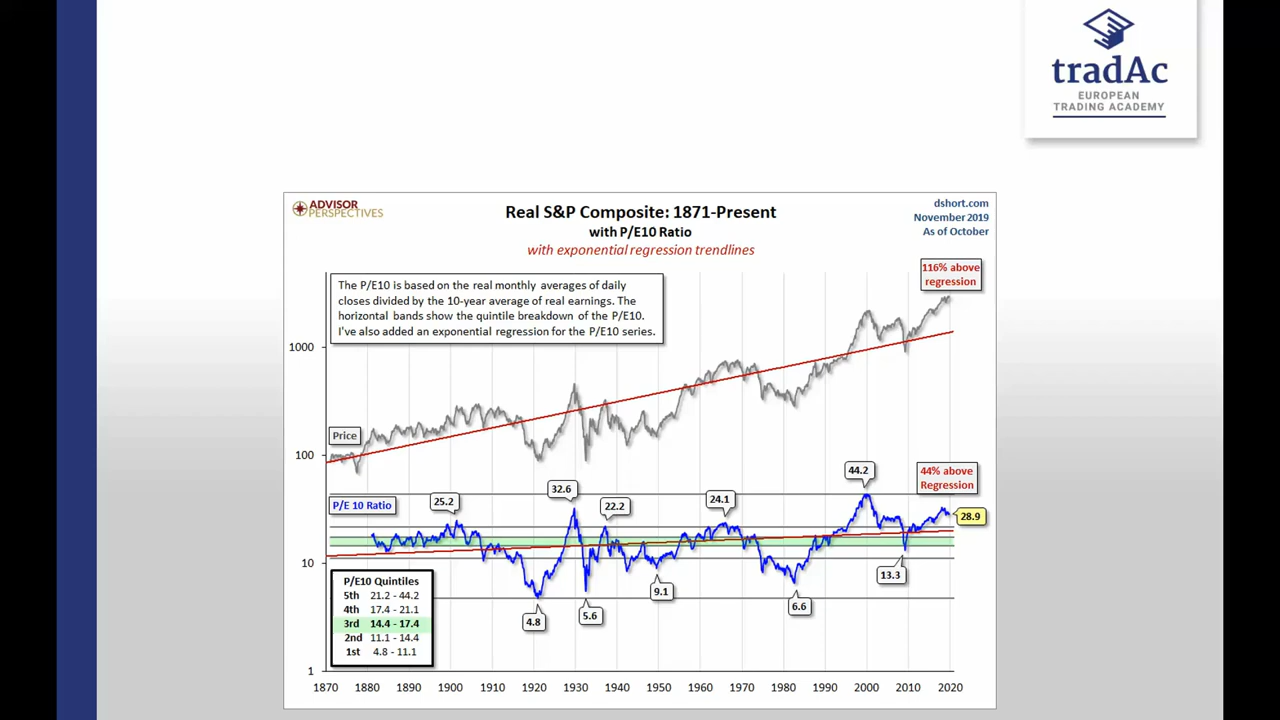 tradAc
EUROPEAN
TRADING ACADEMY
ADVISOR
PERSPECTIVES
Real S&P Composite: 1871-Present
with P/E10 Ratio
with exponential regression trendlines
dshort.com
November 2019
As of October
116% above
regression
The P/E10 is based on the real monthly averages of daily
closes divided by the 10-year average of real earnings. The
horizontal bands show the quintile breakdown of the P/E10.
I've also added an exponential regression for the P/E10 series.
1000
Price
100
44.2
44% above
Regression
P/E 10 Ratio
25.2
32.6
22.2
24.1
28.9
10
13.3
P/E10 Quintiles
5th 21.2 - 44.2
4th 17.4 - 21.1
3rd 14.4 - 17.4
2nd 11.1 - 14.4
1st 4.8 - 11.1
4.8
5.6
9.1
6.6
1
1870 1880 1890 1900 1910 1920 1930 1940 1950 1960 1970 1980 1990 2000 2010 2020